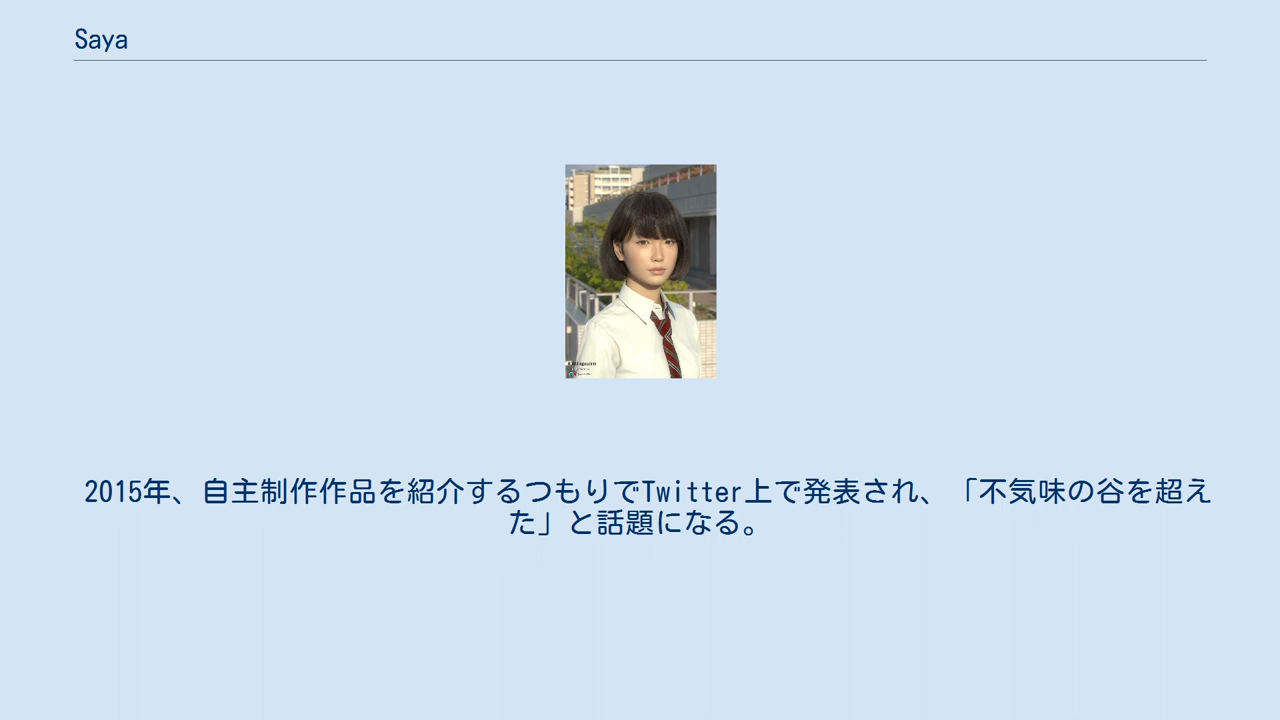 Saya
2015年、自主制作作品を紹介するつもりでTwitter上で発表され、「不気味の谷を超え
た」と話題になる。